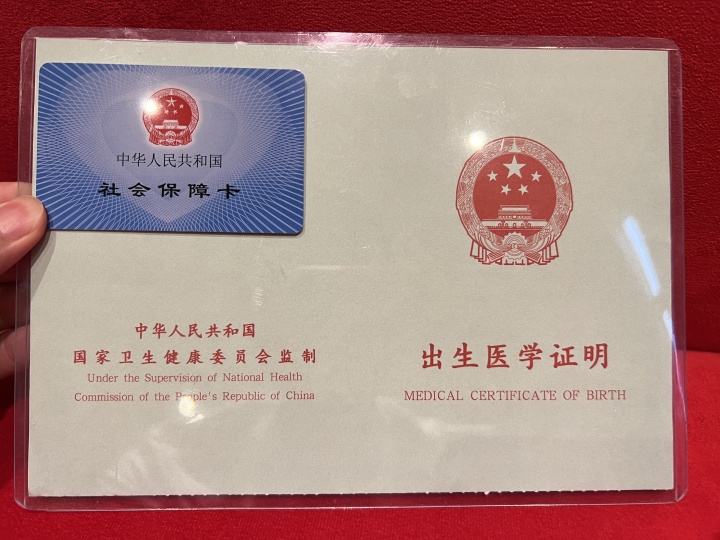 中华人民共和国
社会保障卡
中华人民共和国
国家卫生健康委员会监制
Under the Supervision of National Health
Commission of the People's Republic of China
出生医学证明
MEDICAL CERTIFICATE OF BIRTH